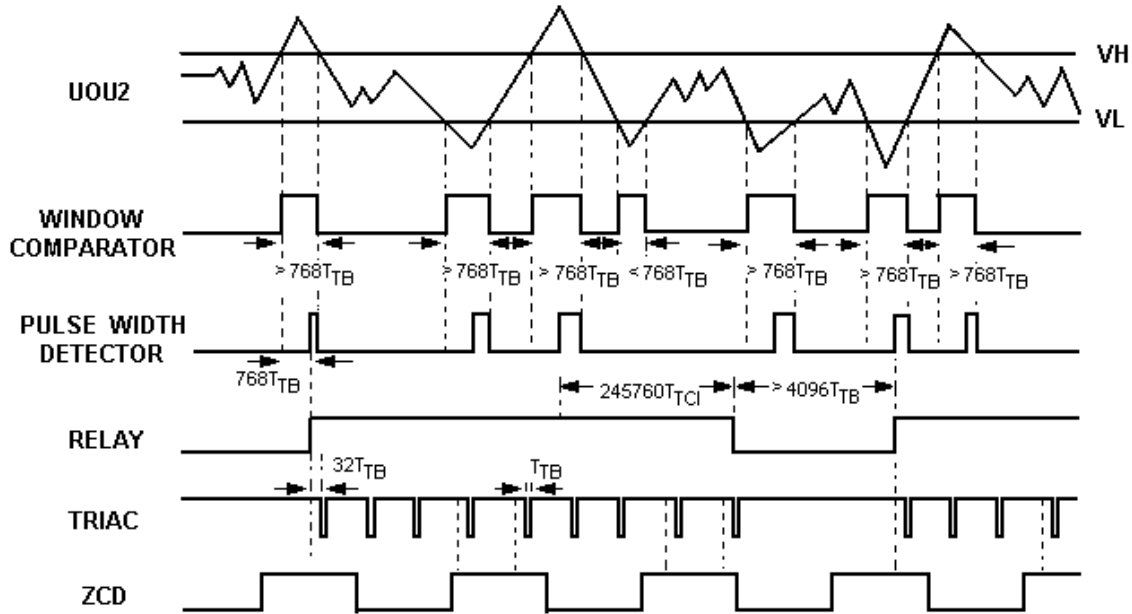 VH
UOU2
VL
WINDOW
COMPARATOR
> 768TTB > 768TTB > 768TTB < 768TTB > 768TTB > 768TTB > 768TTB
PULSE WIDTH
DETECTOR
768TTB
245760TTCI > 4096TTB
RELAY
32TTB TTB
TRIAC
ZCD